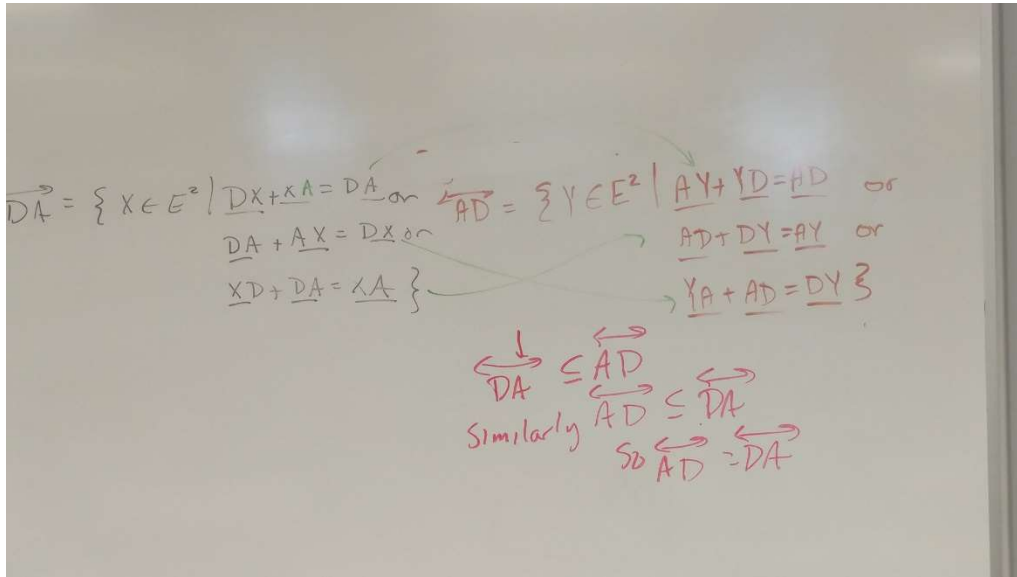 DA = { X ∈ E² | DX + XA = DA or
DA + AX = DX or
XD + DA = XA }
AD = { Y ∈ E² | AY + YD = AD or
AD + DY = AY or
YA + AD = DY }
DA ⊆ AD
Similarly AD ⊆ DA
So AD = DA